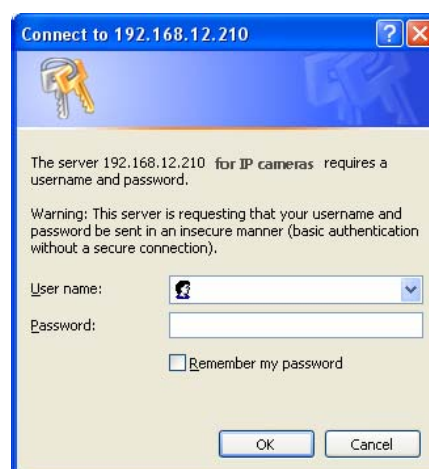 Connect to 192.168.12.210
The server 192.168.12.210 for IP cameras requires a
username and password.
Warning: This server is requesting that your username and
password be sent in an insecure manner (basic authentication
without a secure connection).
User name:
Password:
Remember my password
OK Cancel